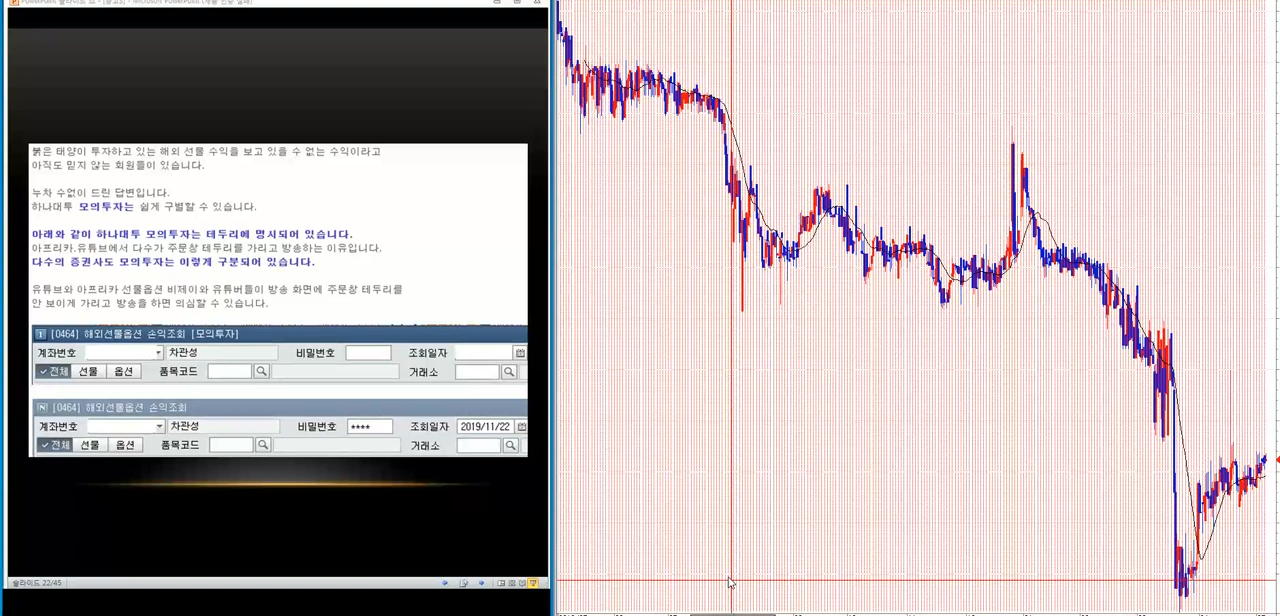 붉은 태양이 투자하고 있는 해외 선물 수익을 보고 있을 수 없는 수익이라고
아직도 믿지 않는 회원들이 있습니다.
누차 수없이 드린 답변입니다.
하나대투 모의투자는 쉽게 구별할 수 있습니다.
아래와 같이 하나대투 모의투자는 테두리에 명시되어 있습니다.
아프리카.유튜브에서 다수가 주문창 테두리를 가리고 방송하는 이유입니다.
다수의 증권사도 모의투자는 이렇게 구분되어 있습니다.
유튜브와 아프리카 선물옵션 비제이와 유튜버들이 방송 화면에 주문창 테두리를
안 보이게 가리고 방송을 하면 의심할 수 있습니다.
[0464] 해외선물옵션 손익조회 [모의투자]
계좌번호 차관성 비밀번호 조회일자
전체 선물 옵션 품목코드 거래소
[0464] 해외선물옵션 손익조회
계좌번호 차관성 비밀번호 **** 조회일자 2019/11/22
전체 선물 옵션 품목코드 거래소
슬라이드 22/45